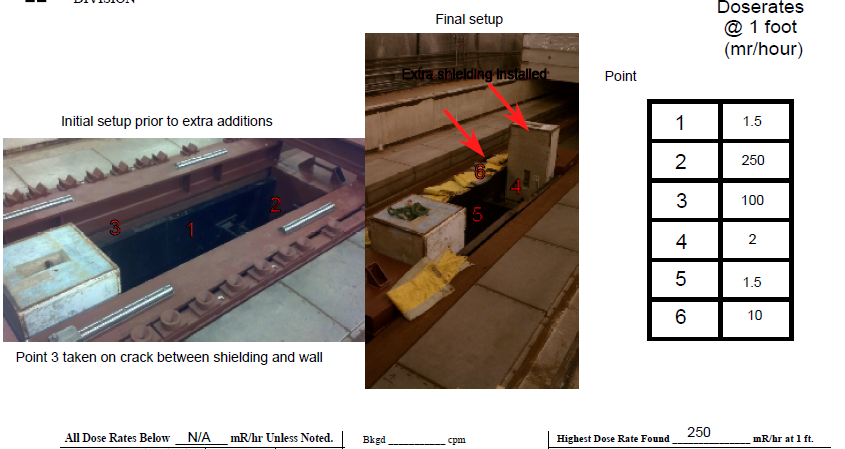 DIVISION
Final setup
Doserates
@ 1 foot
(mr/hour)
Extra shielding Installed
Point
Initial setup prior to extra additions
1 1.5
2 250
3 100
4 2
5 1.5
6 10
3 1 2
6
4
5
Point 3 taken on crack between shielding and wall
All Dose Rates Below N/A mR/hr Unless Noted.
Bkgd __________ cpm
Highest Dose Rate Found 250 mR/hr at 1 ft.